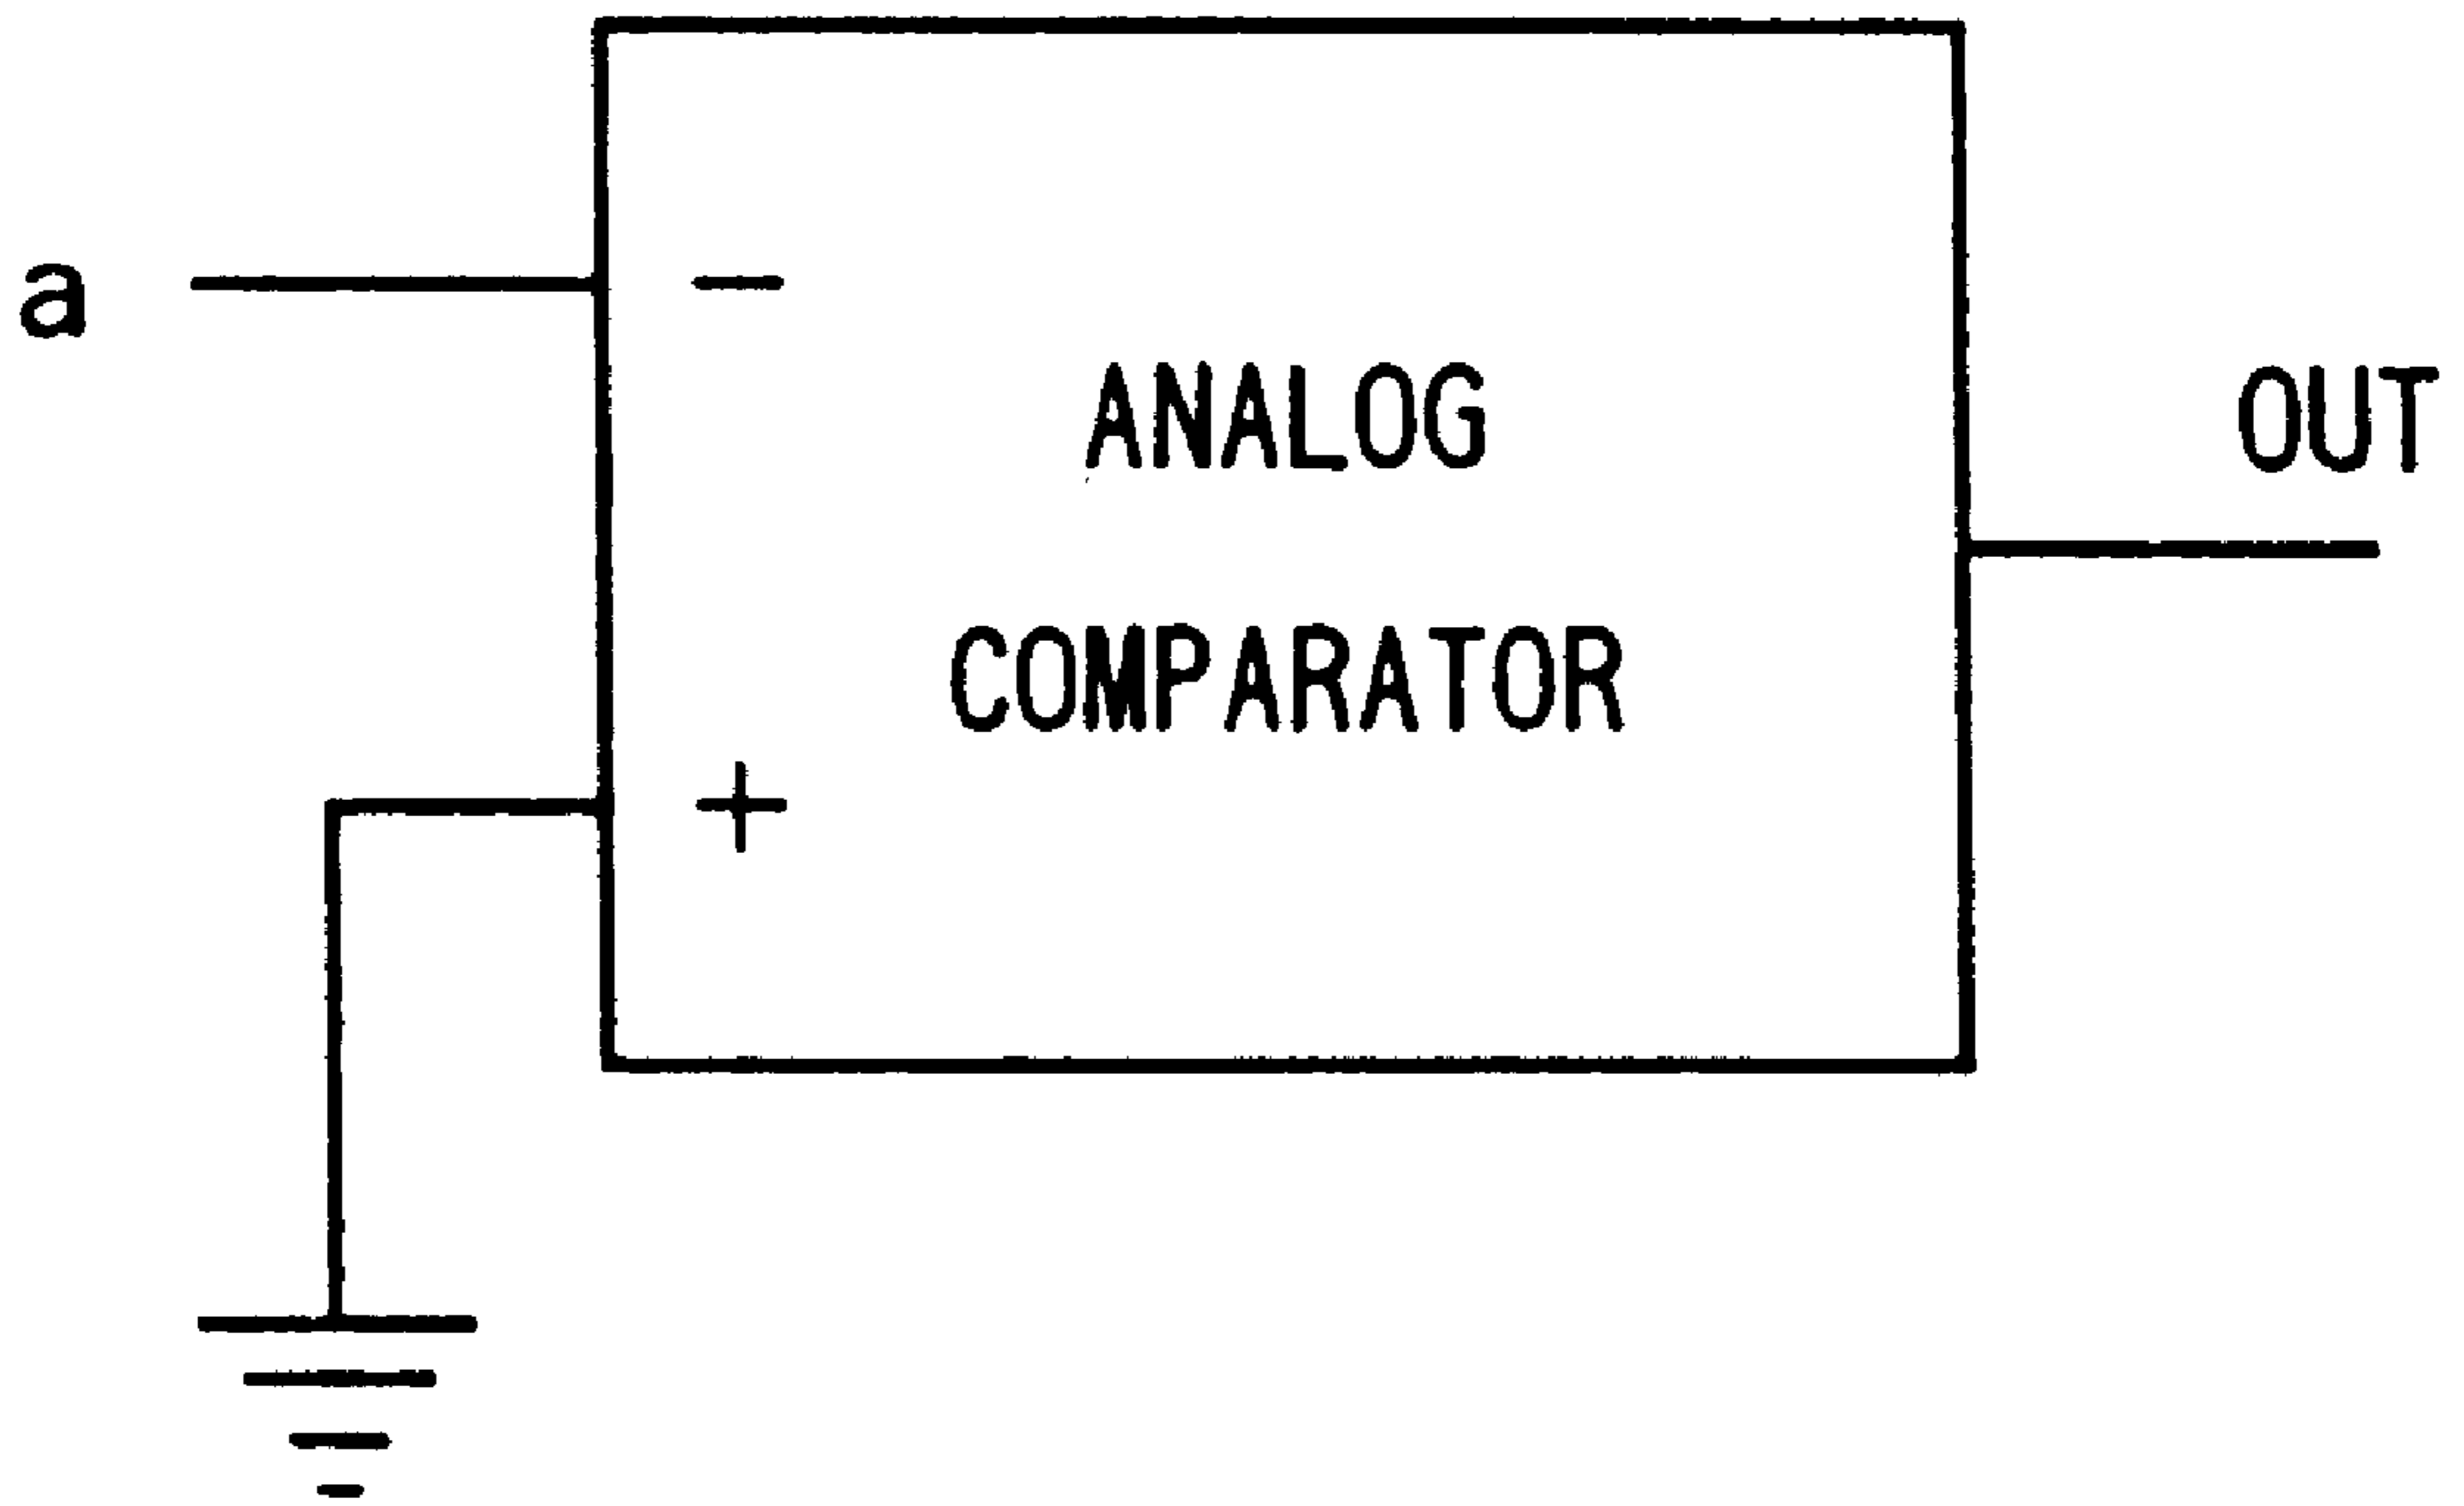 a
−
ANALOG
OUT
COMPARATOR
+